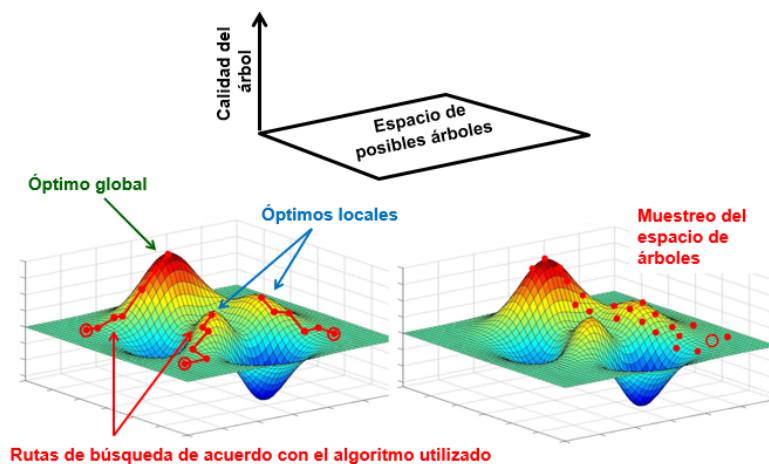 Calidad del
árbol
Espacio de
posibles árboles
Óptimo global
Óptimos locales
Muestreo del
espacio de
árboles
Rutas de búsqueda de acuerdo con el algoritmo utilizado